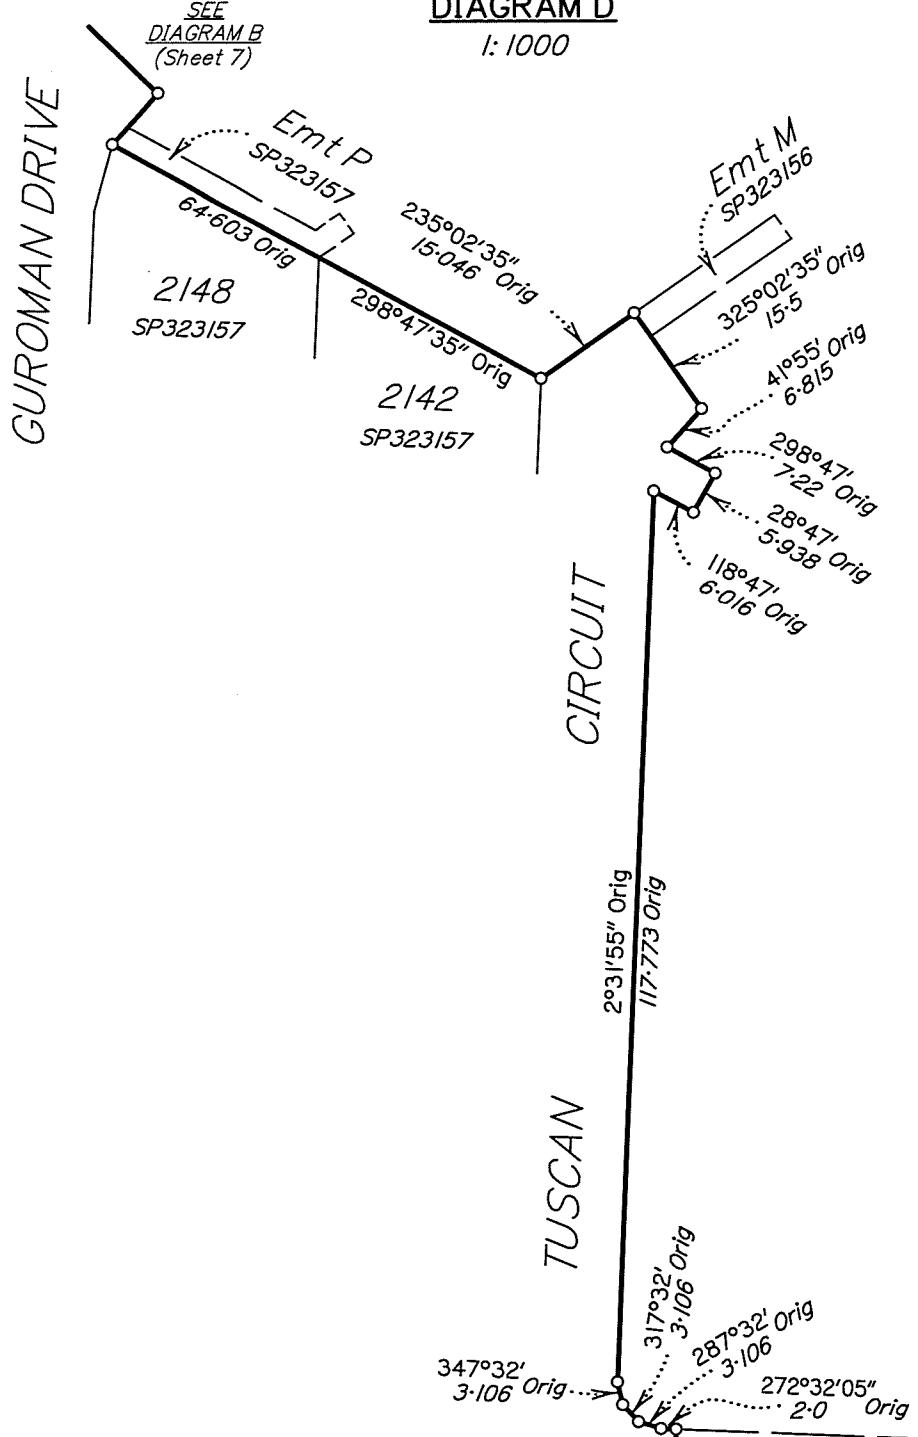 SEE
DIAGRAM B
(Sheet 7)
DIAGRAM D
1:1000
GUROMAN DRIVE
Emt P
SP323157
64·603 Orig
235°02'35"
15·046 Orig
Emt M
SP323156
325°02'35" Orig
15·5
2148
SP323157
298°47'35" Orig
41°55' Orig
6·815
2142
SP323157
298°47'
7·22 Orig
28°47'
5·938 Orig
118°47'
6·016 Orig
CIRCUIT
2°31'55" Orig
117·773 Orig
TUSCAN
317°32'
3·106 Orig
287°32' Orig
3·106
347°32'
3·106 Orig
272°32'05"
2·0 Orig